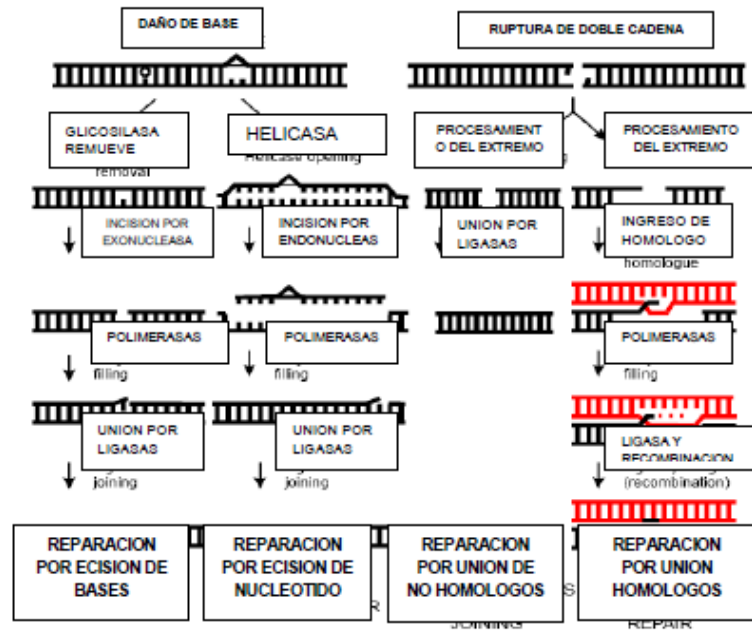 DAÑO DE BASE
RUPTURA DE DOBLE CADENA
GLICOSILASA
REMUEVE
removal
HELICASA
Helicase opening
PROCESAMIENT
O DEL EXTREMO
PROCESAMIENTO
DEL EXTREMO
INCISION POR
EXONUCLEASA
INCISION POR
ENDONUCLEAS
UNION POR
LIGASAS
INGRESO DE
HOMOLOGO
homologue
POLIMERASAS
filling
POLIMERASAS
filling
POLIMERASAS
filling
UNION POR
LIGASAS
joining
UNION POR
LIGASAS
joining
LIGASA Y
RECOMBINACION
(recombination)
REPARACION
POR ECISION DE
BASES
REPARACION
POR ECISION DE
NUCLEOTIDO
REPARACION
POR UNION DE
NO HOMOLOGOS
JOINING
REPARACION
POR UNION
HOMOLOGOS
REPAIR